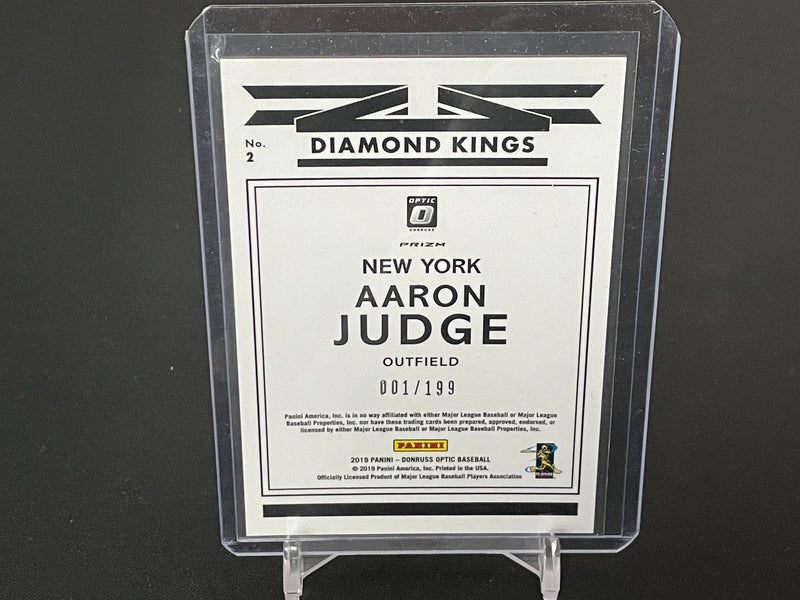 No.
2
DIAMOND KINGS
OPTIC
DONRUSS
PRIZM
NEW YORK
AARON
JUDGE
OUTFIELD
001/199
Panini America, Inc. is in no way affiliated with either Major League Baseball or Major League
Baseball Properties, Inc. nor have these trading cards been prepared, approved, endorsed, or
licensed by either Major League Baseball or Major League Baseball Properties, Inc.
PANINI
2019 PANINI – DONRUSS OPTIC BASEBALL
© 2019 Panini America, Inc. Printed in the USA.
Officially Licensed Product of Major League Baseball Players Association